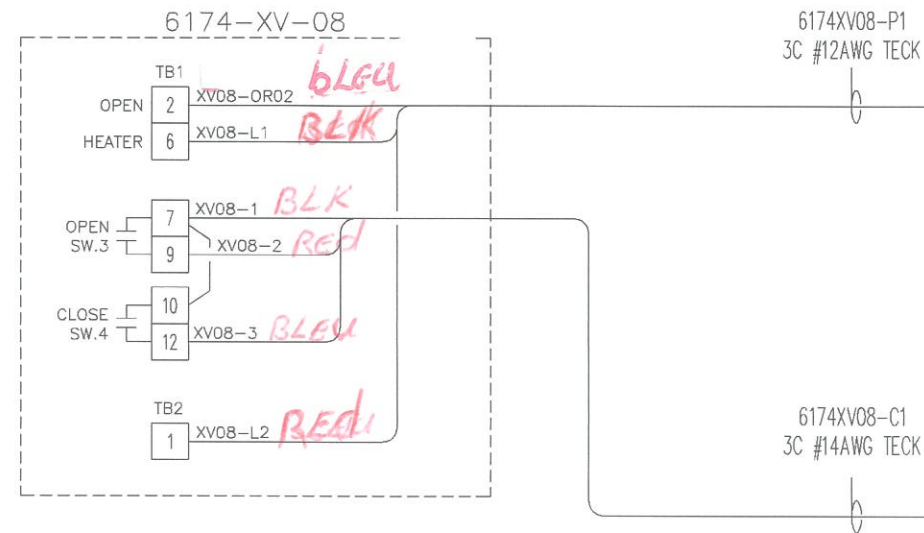 6174-XV-08
6174XV08-P1
3C #12AWG TECK
TB1
OPEN 2 XV08-OR02 bLEU
HEATER 6 XV08-L1 BLK
OPEN SW.3
7 XV08-1 BLK
9 XV08-2 REd
CLOSE SW.4
10
12 XV08-3 BLEU
TB2
1 XV08-L2 REd
6174XV08-C1
3C #14AWG TECK